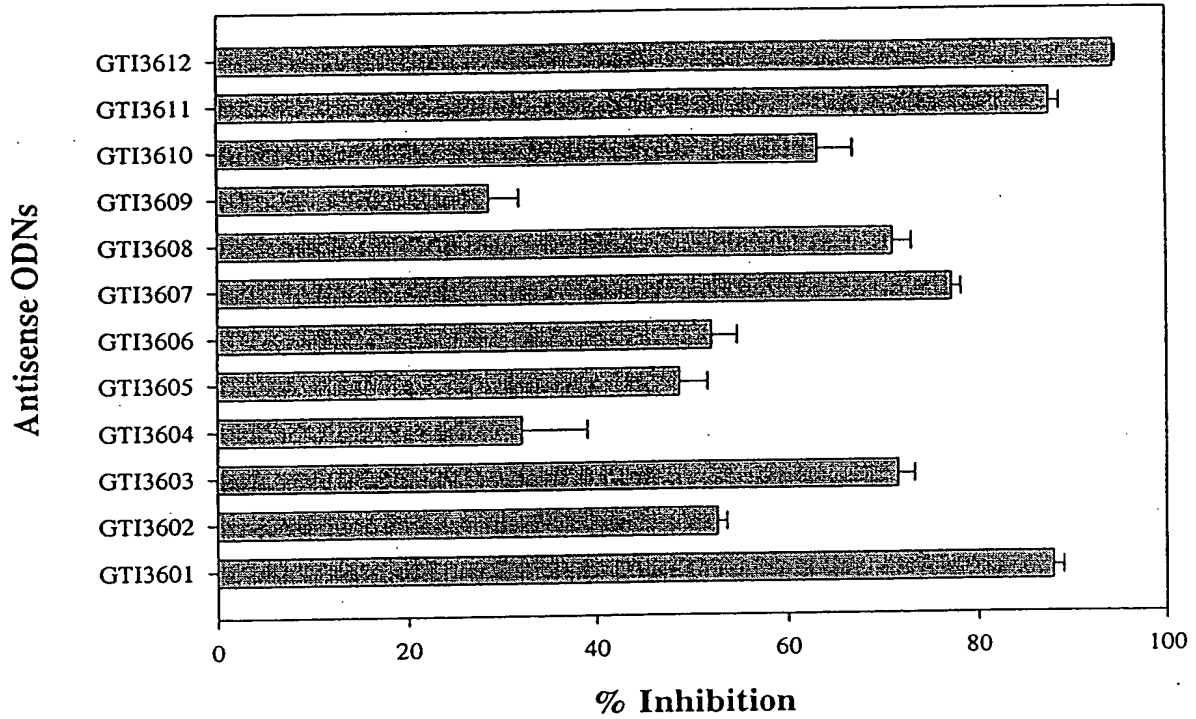 Antisense ODNs
GTI3612
GTI3611
GTI3610
GTI3609
GTI3608
GTI3607
GTI3606
GTI3605
GTI3604
GTI3603
GTI3602
GTI3601
0 20 40 60 80 100
% Inhibition